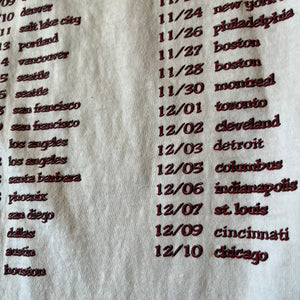 denver
salt lake city
portland
vancouver
seattle
seattle
san francisco
san francisco
los angeles
los angeles
santa barbara
phoenix
san diego
dallas
austin
houston
11/24 new york
11/26 philadelphia
11/27 boston
11/28 boston
11/30 montreal
12/01 toronto
12/02 cleveland
12/03 detroit
12/05 columbus
12/06 indianapolis
12/07 st. louis
12/09 cincinnati
12/10 chicago